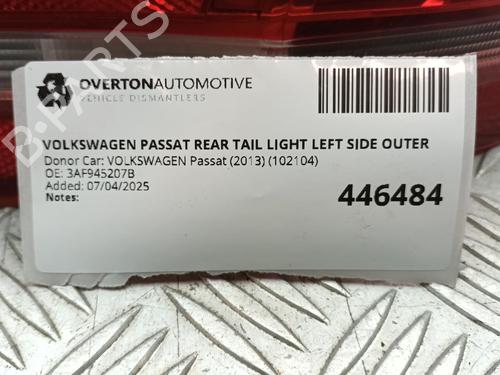 OVERTONAUTOMOTIVE
VEHICLE DISMANTLERS
VOLKSWAGEN PASSAT REAR TAIL LIGHT LEFT SIDE OUTER
Donor Car: VOLKSWAGEN Passat (2013) (102104)
OE: 3AF945207B
Added: 07/04/2025
Notes:
446484
B-PARTS